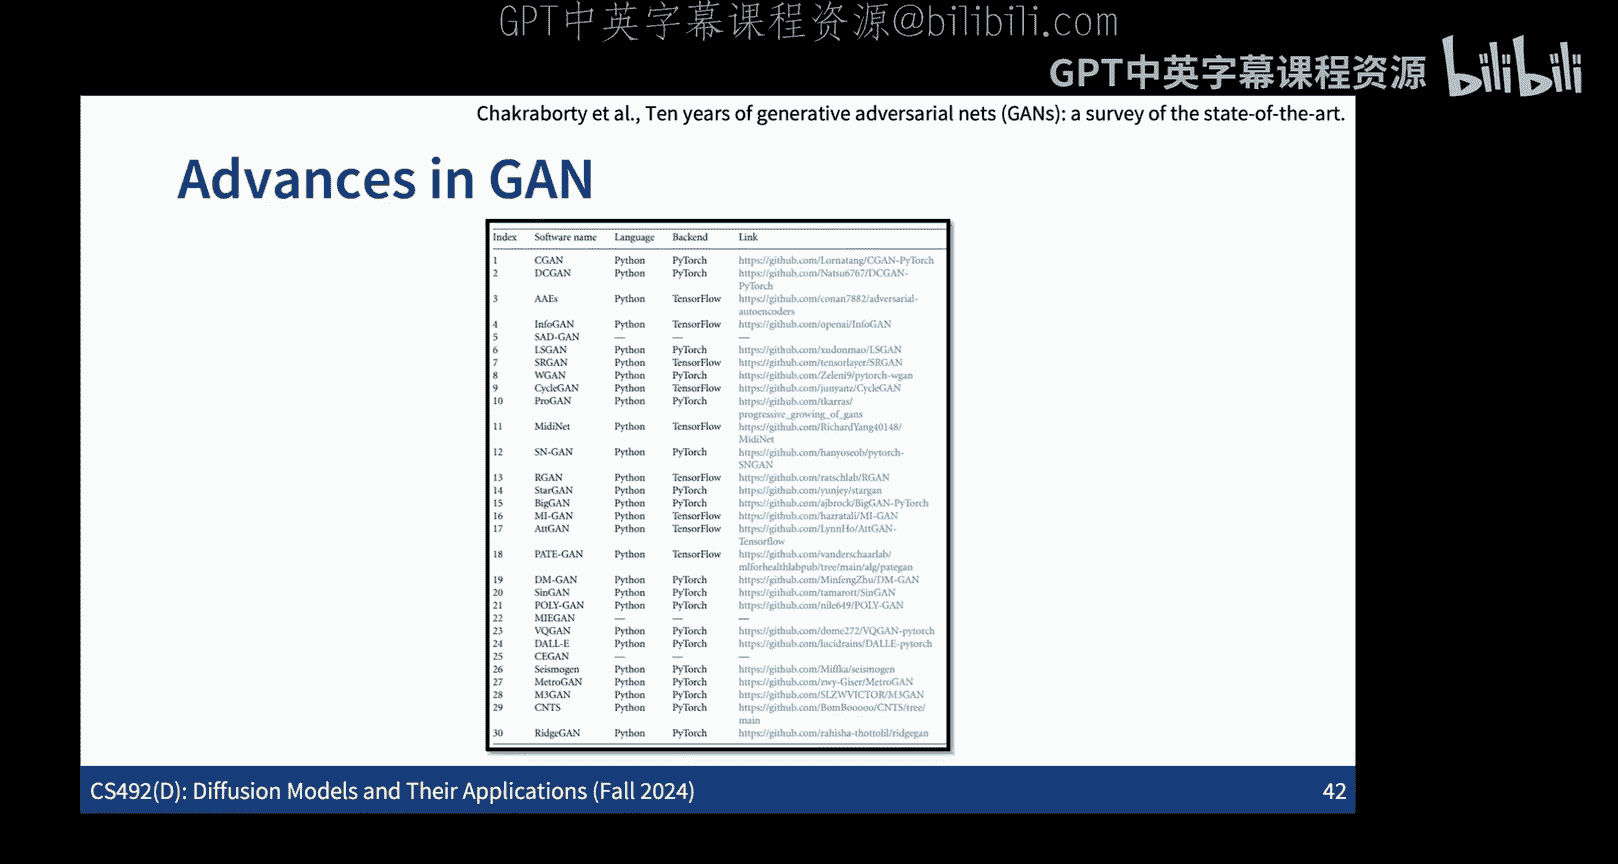 GPT中英字幕课程资源@bilibili.com
GPT中英字幕课程资源 bilibili
Chakraborty et al., Ten years of generative adversarial nets (GANs): a survey of the state-of-the-art.
Advances in GAN
Index Software name Language Backend Link
1 CGAN Python PyTorch https://github.com/Lornatang/CGAN-PyTorch
2 DCGAN Python PyTorch https://github.com/Natsu6767/DCGAN-
PyTorch
3 AAEs Python TensorFlow https://github.com/conan7882/adversarial-
autoencoders
4 InfoGAN Python TensorFlow https://github.com/openai/InfoGAN
5 SAD-GAN — — —
6 LSGAN Python PyTorch https://github.com/xudonmao/LSGAN
7 SRGAN Python TensorFlow https://github.com/tensorlayer/SRGAN
8 WGAN Python PyTorch https://github.com/Zeleni9/pytorch-wgan
9 CycleGAN Python TensorFlow https://github.com/junyanz/CycleGAN
10 ProGAN Python PyTorch https://github.com/tkarras/
progressive_growing_of_gans
11 MidiNet Python TensorFlow https://github.com/RichardYang40148/
MidiNet
12 SN-GAN Python PyTorch https://github.com/hanyoseob/pytorch-
SNGAN
13 RGAN Python TensorFlow https://github.com/ratschlab/RGAN
14 StarGAN Python PyTorch https://github.com/yunjey/stargan
15 BigGAN Python PyTorch https://github.com/ajbrock/BigGAN-PyTorch
16 MI-GAN Python TensorFlow https://github.com/hazratali/MI-GAN
17 AttGAN Python TensorFlow https://github.com/LynnHo/AttGAN-
Tensorflow
18 PATE-GAN Python TensorFlow https://github.com/vanderschaarlab/
mlforhealthlabpub/tree/main/alg/pategan
19 DM-GAN Python PyTorch https://github.com/MinfengZhu/DM-GAN
20 SinGAN Python PyTorch https://github.com/tamarott/SinGAN
21 POLY-GAN Python PyTorch https://github.com/nile649/POLY-GAN
22 MIEGAN — — —
23 VQGAN Python PyTorch https://github.com/dome272/VQGAN-pytorch
24 DALL-E Python PyTorch https://github.com/lucidrains/DALLE-pytorch
25 CEGAN — — —
26 Seismogen Python PyTorch https://github.com/Miffka/seismogen
27 MetroGAN Python PyTorch https://github.com/zwy-Giser/MetroGAN
28 M3GAN Python PyTorch https://github.com/SLZWVICTOR/M3GAN
29 CNTS Python PyTorch https://github.com/BomBooooo/CNTS/tree/
main
30 RidgeGAN Python PyTorch https://github.com/rahisha-thottolil/ridgegan
CS492(D): Diffusion Models and Their Applications (Fall 2024) 42